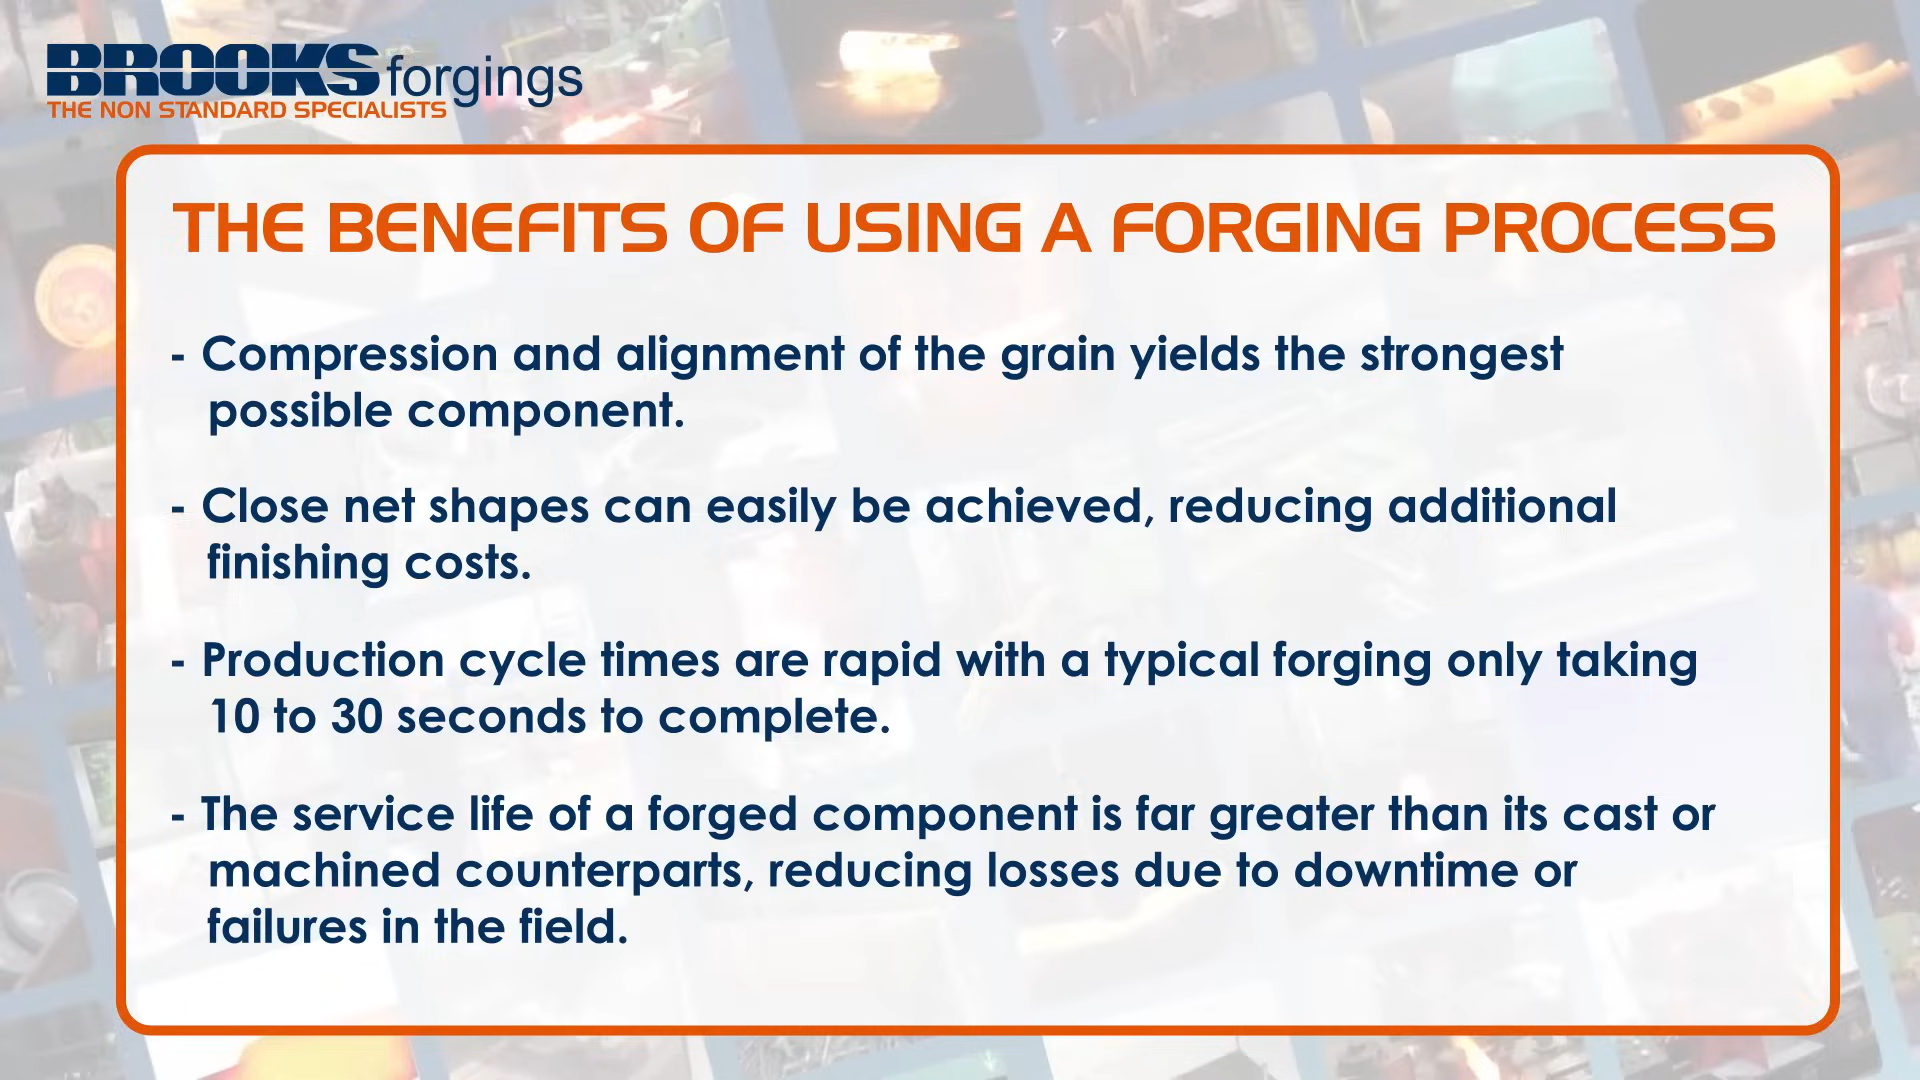 BROOKS forgings
THE NON STANDARD SPECIALISTS
THE BENEFITS OF USING A FORGING PROCESS
- Compression and alignment of the grain yields the strongest
possible component.
- Close net shapes can easily be achieved, reducing additional
finishing costs.
- Production cycle times are rapid with a typical forging only taking
10 to 30 seconds to complete.
- The service life of a forged component is far greater than its cast or
machined counterparts, reducing losses due to downtime or
failures in the field.